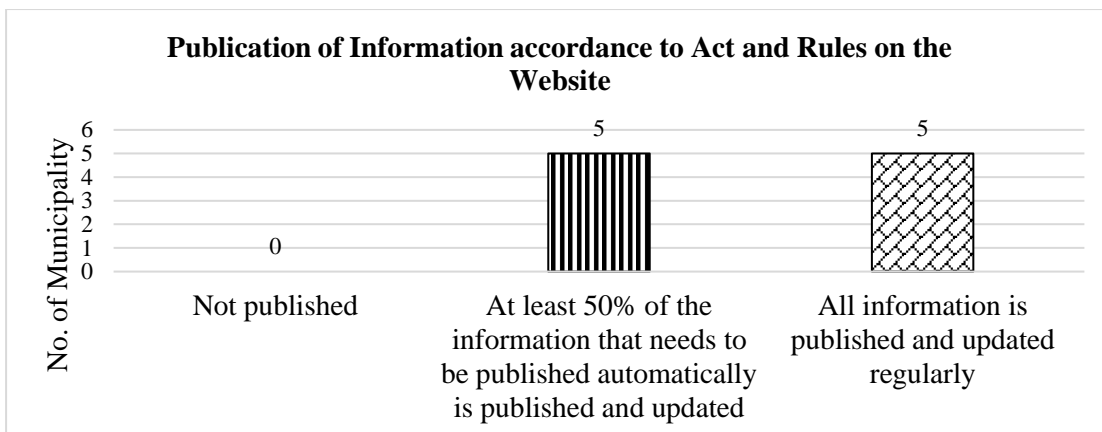 Publication of Information accordance to Act and Rules on the
Website
No. of Municipality
6
5
4
3
2
1
0
0
5
5
Not published
At least 50% of the
information that needs to
be published automatically
is published and updated
All information is
published and updated
regularly